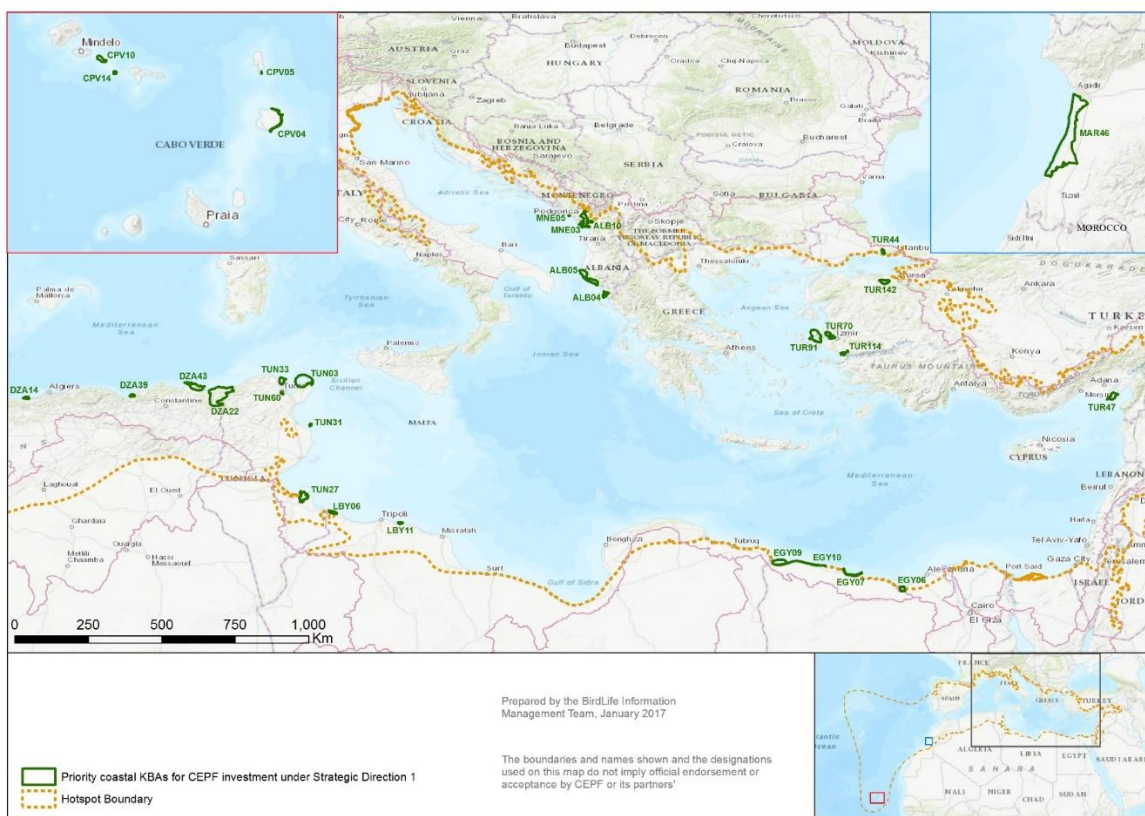 AUSTRIA
Budapest
HUNGARY
MOLDOVA
Chisinau
Cluj-Napoca
Odesa
ROMANIA
Galati
SLOVENIA
Ljubljana
Zagreb
CROATIA
Banja Luka
Belgrade
BOSNIA AND
HERZEGOVINA
Sarajevo
Craiova
Bucharest
Varna
SERBIA
San Marino
Adriatic Sea
MONTENEGRO
Podgorica
Pristina
Sofia
BULGARIA
Skopje
MNE05
MNE03
ALB10
Tirana
THE FORMER
YUGOSLAV REPUBLIC
OF MACEDONIA
City
Rome
Naples
Bari
Gulf of
Taranto
ALB05
ALBANIA
ALB04
Thessaloniki
TUR44
Istanbul
TUR142
Ankara
GREECE
Aegean Sea
TUR70
Izmir
TUR91
TUR114
Athens
Konya
TAURUS MOUNTAINS
Antalya
Adana
TUR47
Sea of Crete
Nicosia
CYPRUS
LEBANON
Beirut
Haifa
Tel Aviv-Yafo
Gaza City
Jerusalem
ISRAEL
Mindelo
CPV10
CPV14
CPV05
CPV04
CABO VERDE
Praia
Agadir
MAR46
Tiznit
Sidi Ifni
MOROCCO
Sassari
Palma de
Mallorca
Mediterranean
Sea
Tyrrhenian
Sea
Palermo
Sicilian
Channel
Ionian Sea
MALTA
DZA14
Algiers
DZA39
DZA43
Constantine
DZA22
TUN33
TUN03
TUN60
TUN31
TUNISIA
TUN27
LBY06
LBY11
Tripoli
Misratah
Surt
Gulf of Sidra
Benghazi
Tubruq
Laghouat
El Oued
Ghardaia
Metlili
Chaamba
Ouargla
Hassi
Messaoud
Mediterranean
Sea
EGY09
EGY10
EGY07
EGY06
Alexandria
Port Said
Cairo
El Giza
0 250 500 750 1,000
Km
Prepared by the BirdLife Information
Management Team, January 2017
The boundaries and names shown and the designations
used on this map do not imply official endorsement or
acceptance by CEPF or its partners'
Priority coastal KBAs for CEPF investment under Strategic Direction 1
Hotspot Boundary
FRANCE
SPAIN
ITALY
GREECE
TURKEY
Ocean
ALGERIA
LIBYA
EGYPT
SAUDI ARAB
SAHARA
MALI
NIGER
CHAD
SUDAN